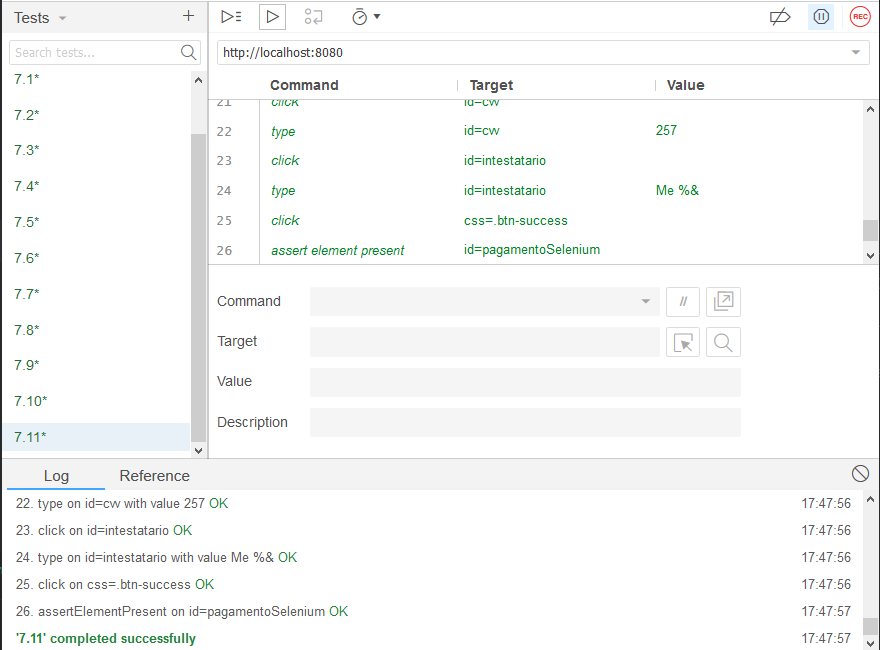 Tests
Search tests...
7.1*
7.2*
7.3*
7.4*
7.5*
7.6*
7.7*
7.8*
7.9*
7.10*
7.11*
REC
http://localhost:8080
Command Target Value
21 click id=cvv
22 type id=cvv 257
23 click id=intestatario
24 type id=intestatario Me %&
25 click css=.btn-success
26 assert element present id=pagamentoSelenium
Command //
Target
Value
Description
Log Reference
22. type on id=cvv with value 257 OK 17:47:56
23. click on id=intestatario OK 17:47:56
24. type on id=intestatario with value Me %& OK 17:47:56
25. click on css=.btn-success OK 17:47:56
26. assertElementPresent on id=pagamentoSelenium OK 17:47:57
'7.11' completed successfully 17:47:57